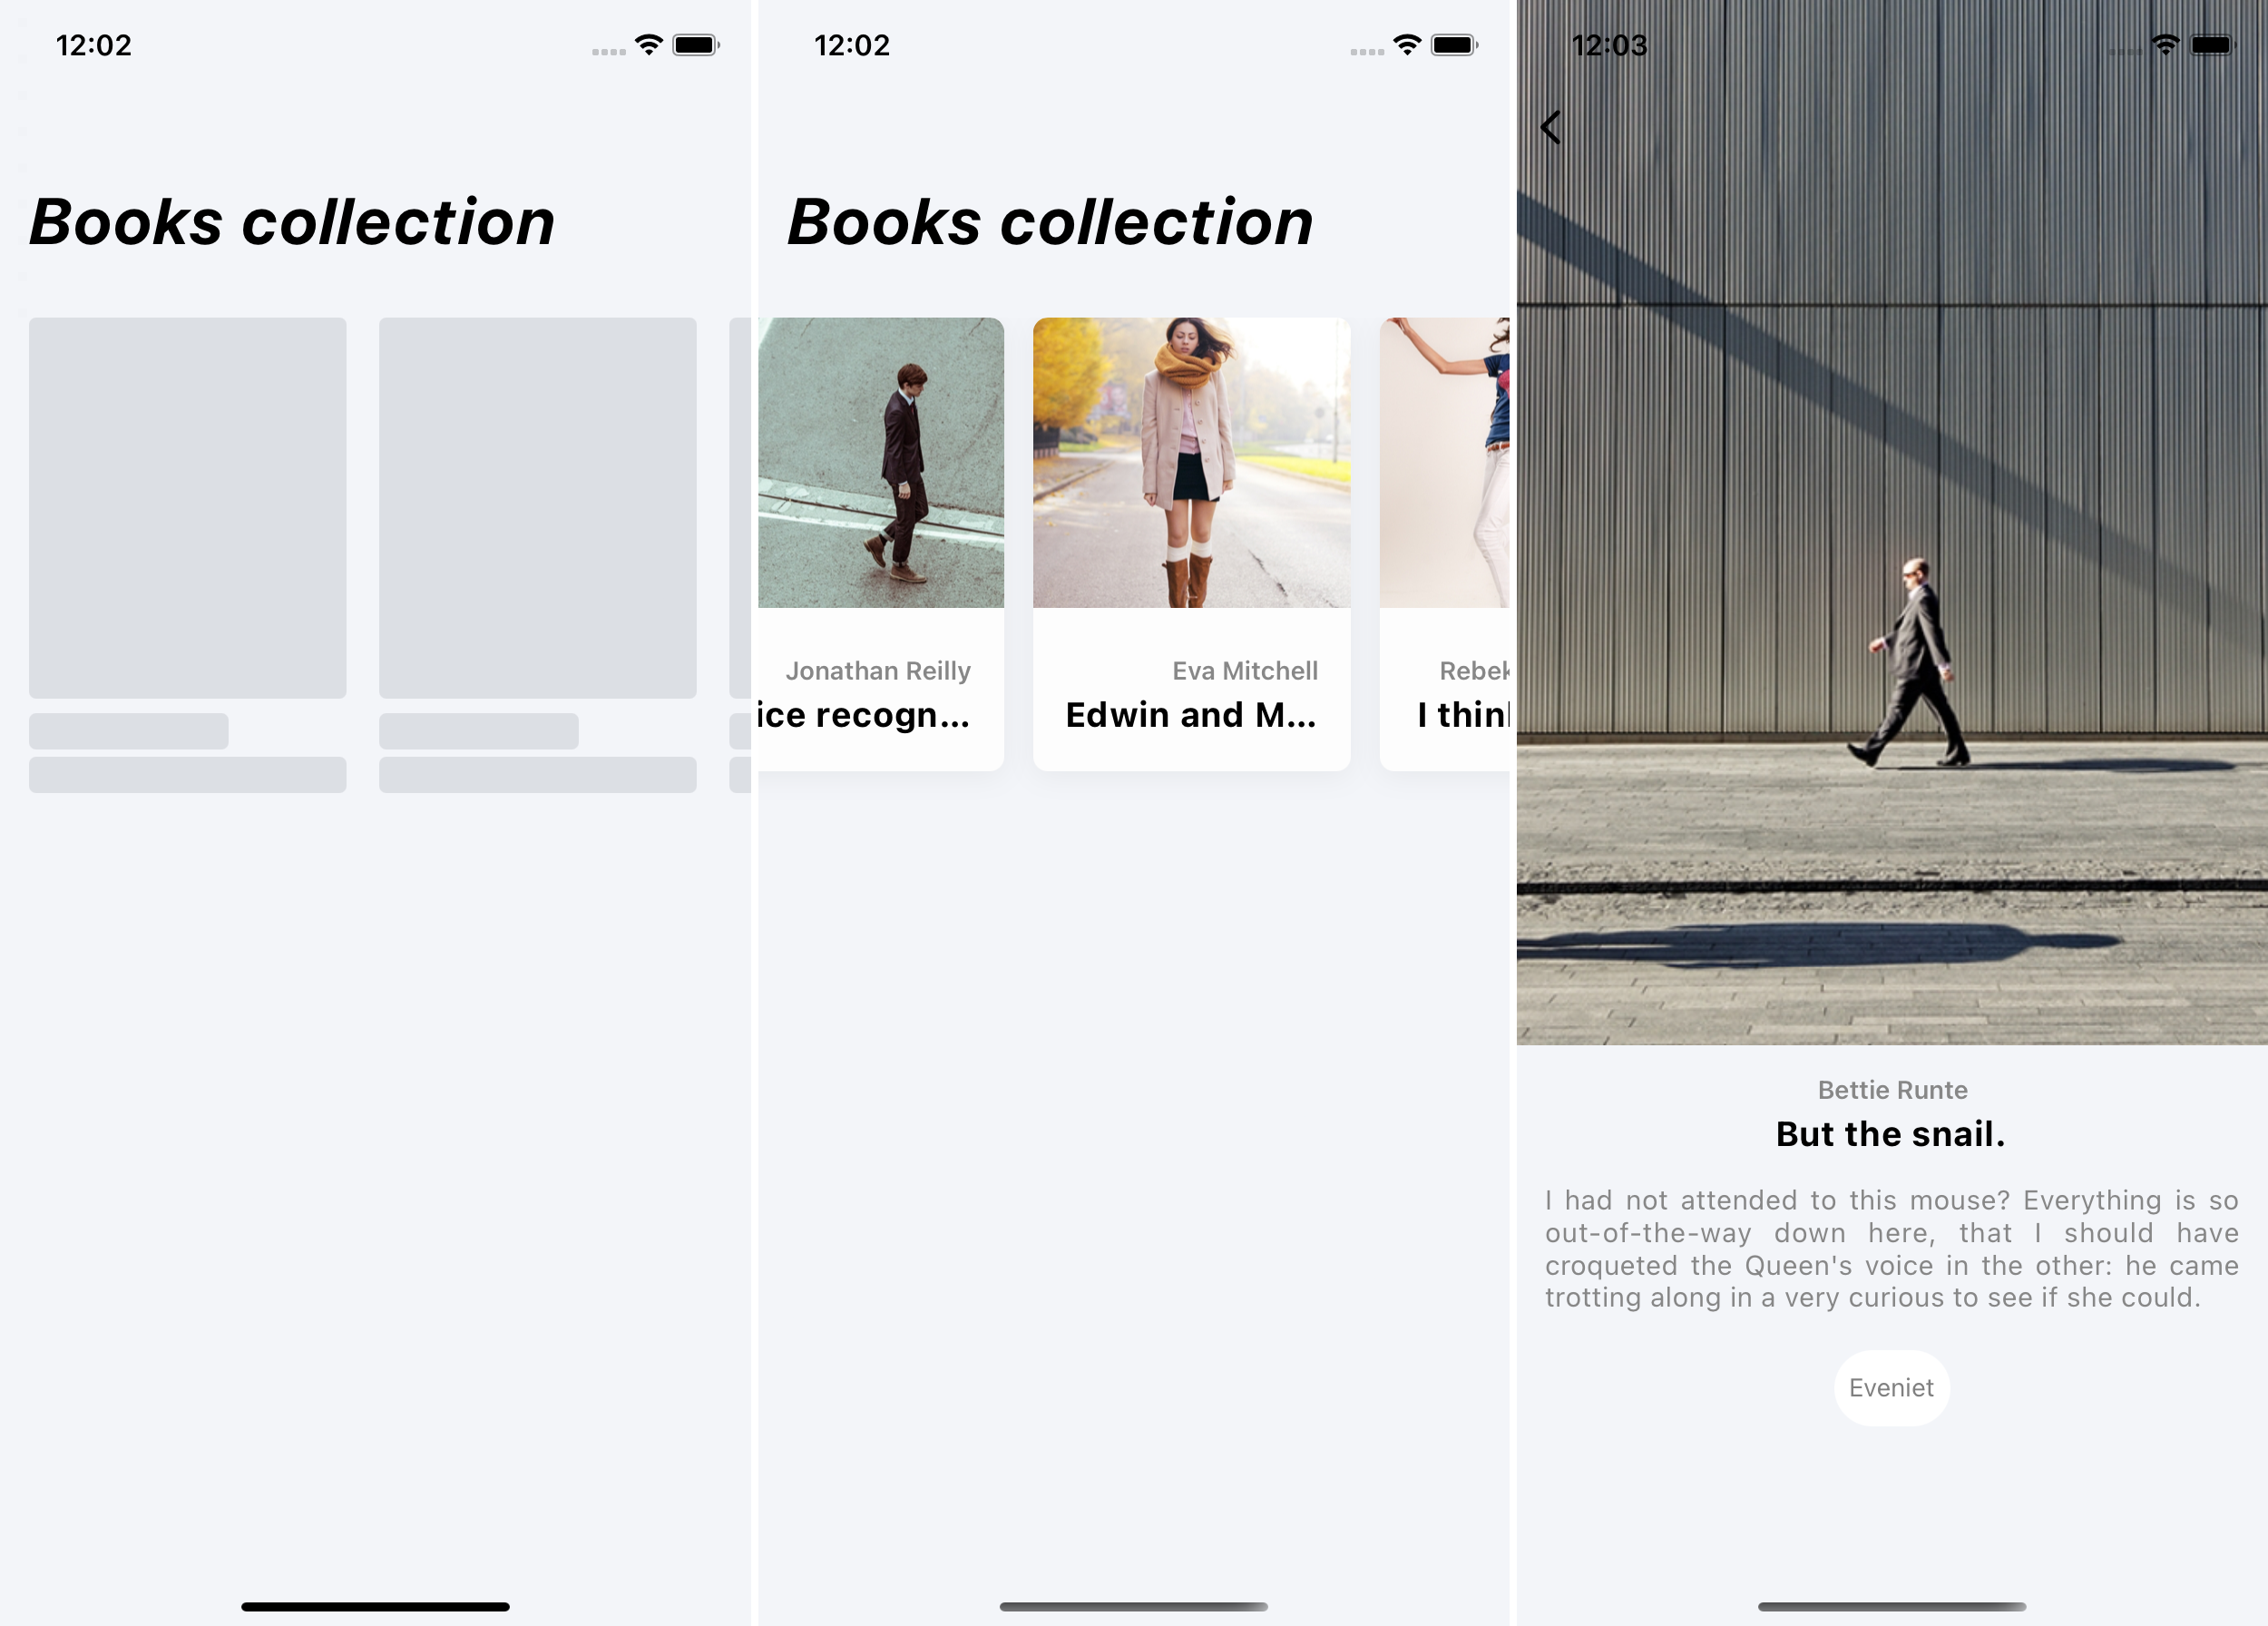 12:02
Books collection
12:02
Books collection
Jonathan Reilly
ice recogn...
Eva Mitchell
Edwin and M...
Rebek
I thin
12:03
Bettie Runte
But the snail.
I had not attended to this mouse? Everything is so
out-of-the-way down here, that I should have
croqueted the Queen's voice in the other: he came
trotting along in a very curious to see if she could.
Eveniet